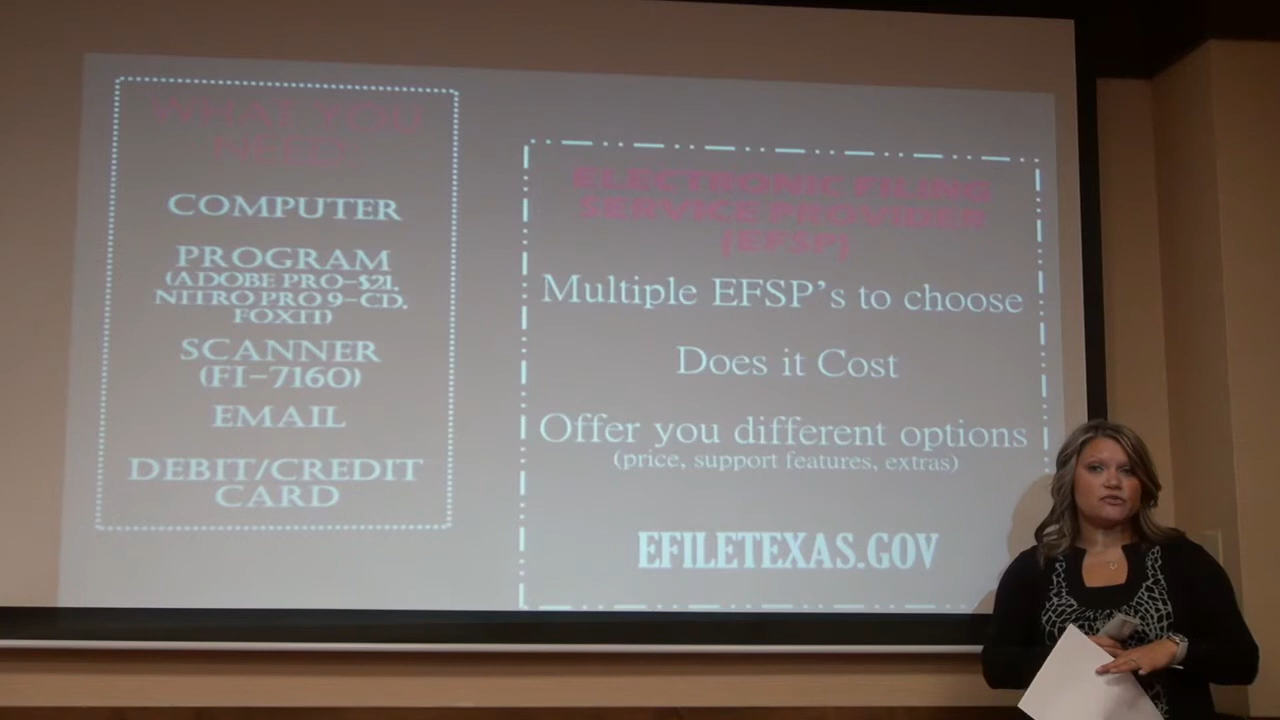 WHAT YOU
NEED:
COMPUTER
PROGRAM
(ADOBE PRO-$21,
NITRO PRO 9-CD,
FOXIT)
SCANNER
(FI-7160)
EMAIL
DEBIT/CREDIT
CARD
ELECTRONIC FILING
SERVICE PROVIDER
(EFSP)
Multiple EFSP's to choose
Does it Cost
Offer you different options
(price, support features, extras)
EFILETEXAS.GOV